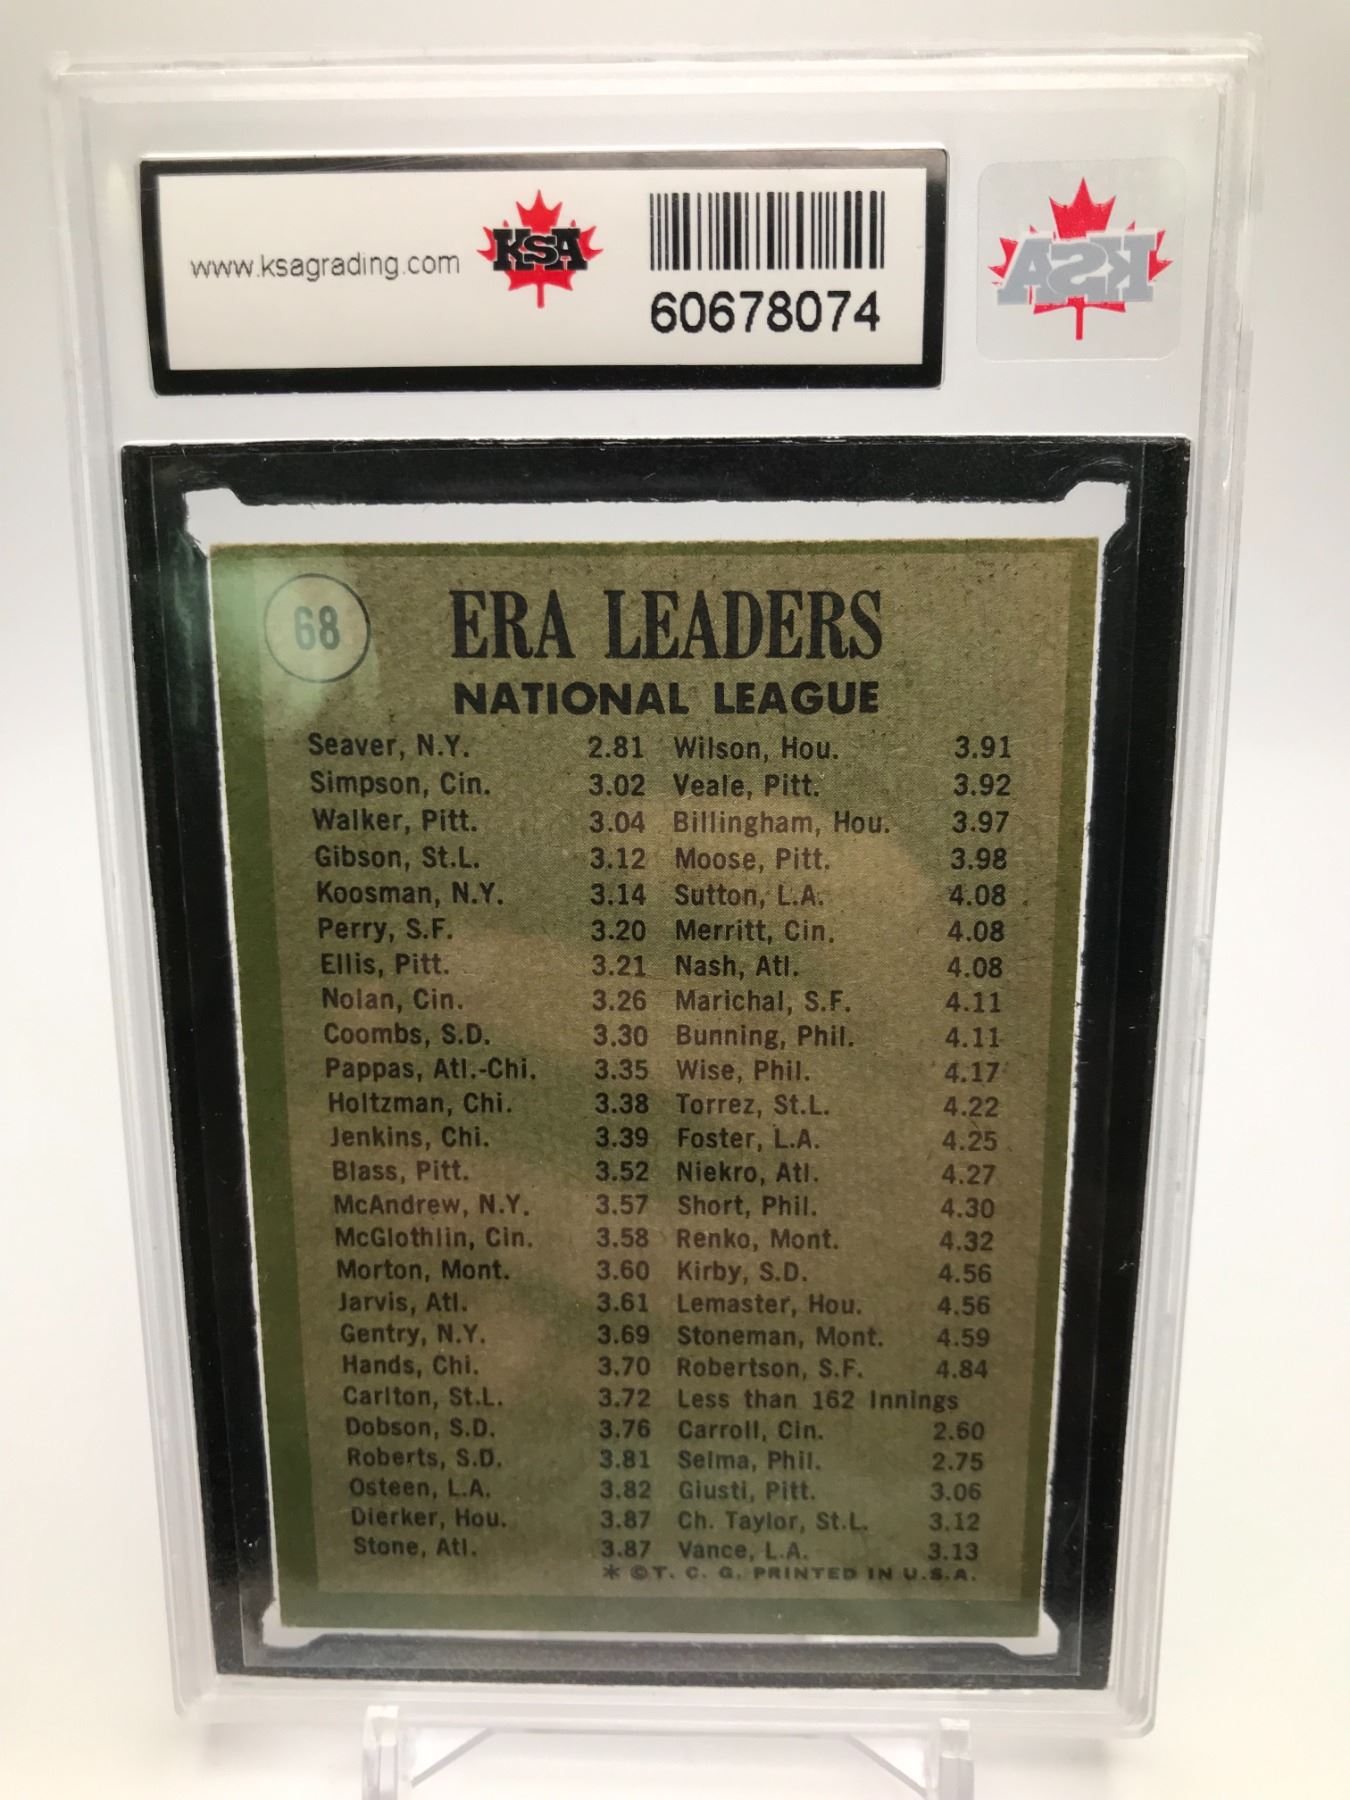 www.ksagrading.com
KSA
60678074
KSA
68
ERA LEADERS
NATIONAL LEAGUE
Seaver, N.Y. 2.81 Wilson, Hou. 3.91
Simpson, Cin. 3.02 Veale, Pitt. 3.92
Walker, Pitt. 3.04 Billingham, Hou. 3.97
Gibson, St.L. 3.12 Moose, Pitt. 3.98
Koosman, N.Y. 3.14 Sutton, L.A. 4.08
Perry, S.F. 3.20 Merritt, Cin. 4.08
Ellis, Pitt. 3.21 Nash, Atl. 4.08
Nolan, Cin. 3.26 Marichal, S.F. 4.11
Coombs, S.D. 3.30 Bunning, Phil. 4.11
Pappas, Atl.-Chi. 3.35 Wise, Phil. 4.17
Holtzman, Chi. 3.38 Torrez, St.L. 4.22
Jenkins, Chi. 3.39 Foster, L.A. 4.25
Blass, Pitt. 3.52 Niekro, Atl. 4.27
McAndrew, N.Y. 3.57 Short, Phil. 4.30
McGlothlin, Cin. 3.58 Renko, Mont. 4.32
Morton, Mont. 3.60 Kirby, S.D. 4.56
Jarvis, Atl. 3.61 Lemaster, Hou. 4.56
Gentry, N.Y. 3.69 Stoneman, Mont. 4.59
Hands, Chi. 3.70 Robertson, S.F. 4.84
Carlton, St.L. 3.72 Less than 162 Innings
Dobson, S.D. 3.76 Carroll, Cin. 2.60
Roberts, S.D. 3.81 Selma, Phil. 2.75
Osteen, L.A. 3.82 Giusti, Pitt. 3.06
Dierker, Hou. 3.87 Ch. Taylor, St.L. 3.12
Stone, Atl. 3.87 Vance, L.A. 3.13
* ©T. C. G. PRINTED IN U.S.A.